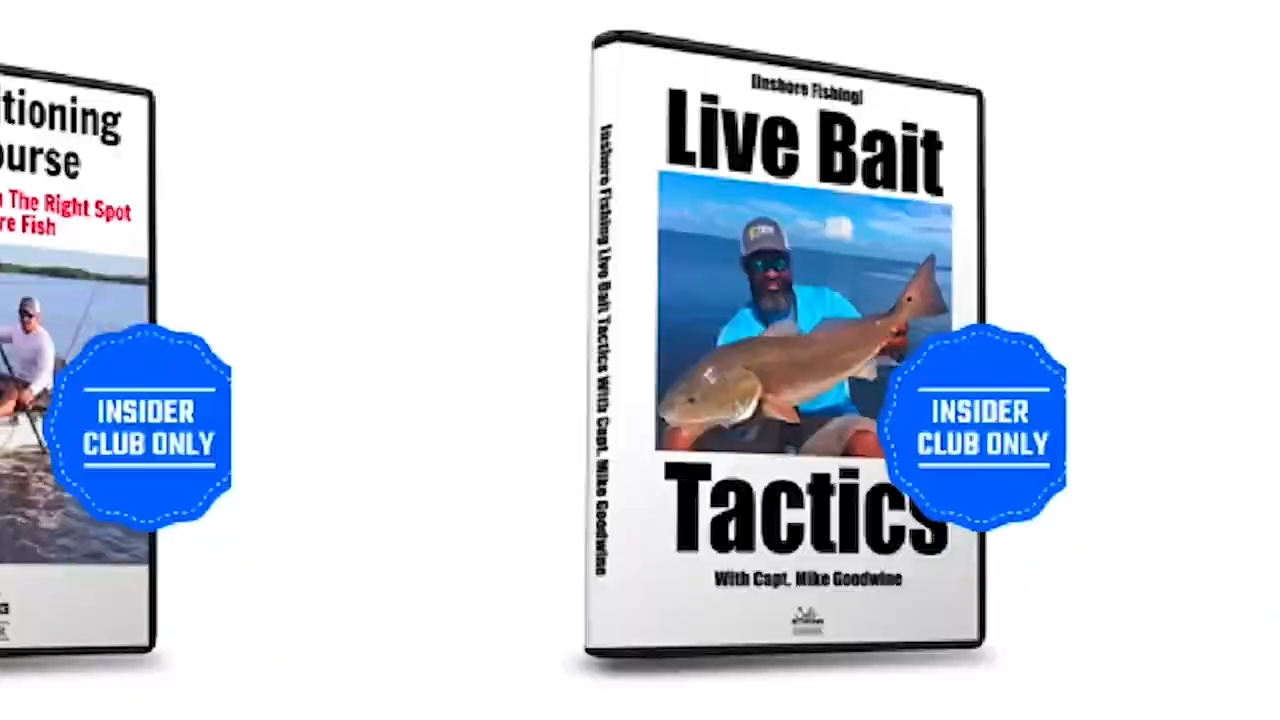 tioning
ourse
The Right Spot
re Fish
INSIDER
CLUB ONLY
Inshore Fishing Live Bait Tactics With Capt. Mike Goodwine
[Inshore Fishing]
Live Bait
INSIDER
CLUB ONLY
Tactics
With Capt. Mike Goodwine